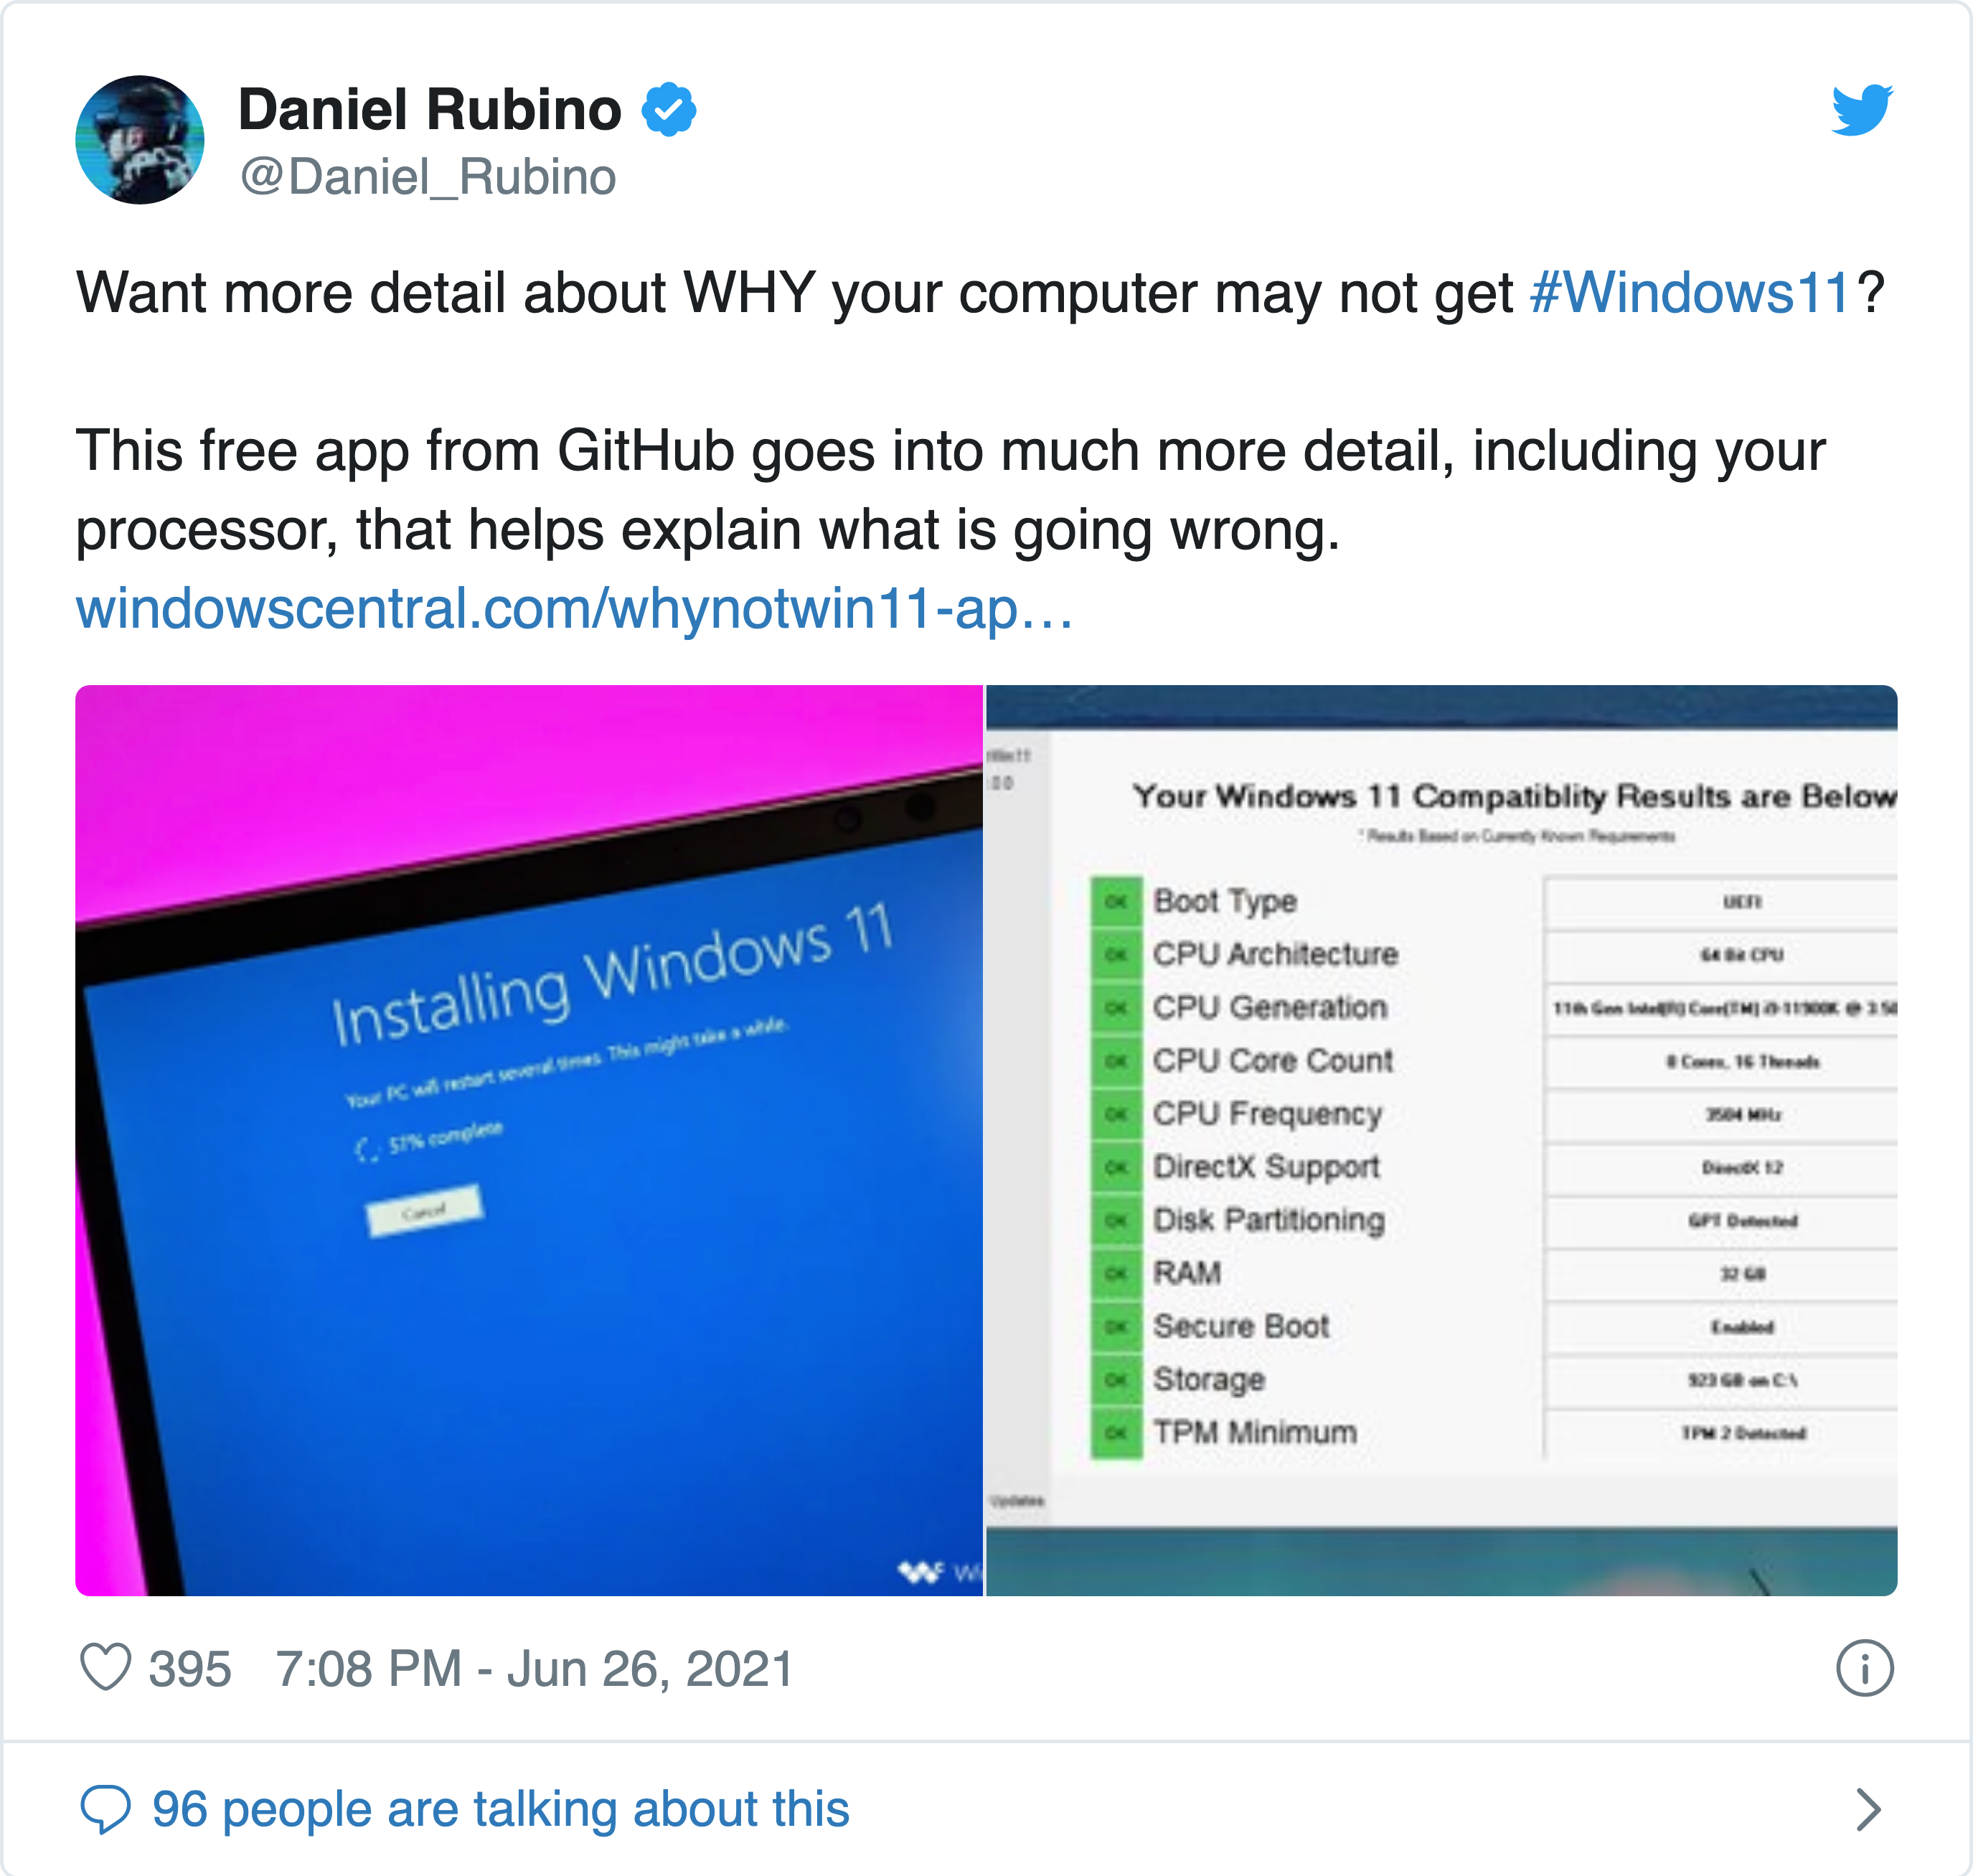 Daniel Rubino
@Daniel_Rubino
Want more detail about WHY your computer may not get #Windows11?
This free app from GitHub goes into much more detail, including your
processor, that helps explain what is going wrong.
windowscentral.com/whynotwin11-ap…
Installing Windows 11
Your PC will restart several times. This might take a while.
57% complete
Cancel
Your Windows 11 Compatiblity Results are Below
* Results Based on Currently Known Requirements
OK Boot Type UEFI
OK CPU Architecture 64 Bit CPU
OK CPU Generation 11th Gen Intel(R) Core(TM) i9-11900K @ 3.50
OK CPU Core Count 8 Cores, 16 Threads
OK CPU Frequency 3504 MHz
OK DirectX Support DirectX 12
OK Disk Partitioning GPT Detected
OK RAM 32 GB
OK Secure Boot Enabled
OK Storage 923 GB on C:\
OK TPM Minimum TPM 2 Detected
Updates
395 7:08 PM - Jun 26, 2021
96 people are talking about this